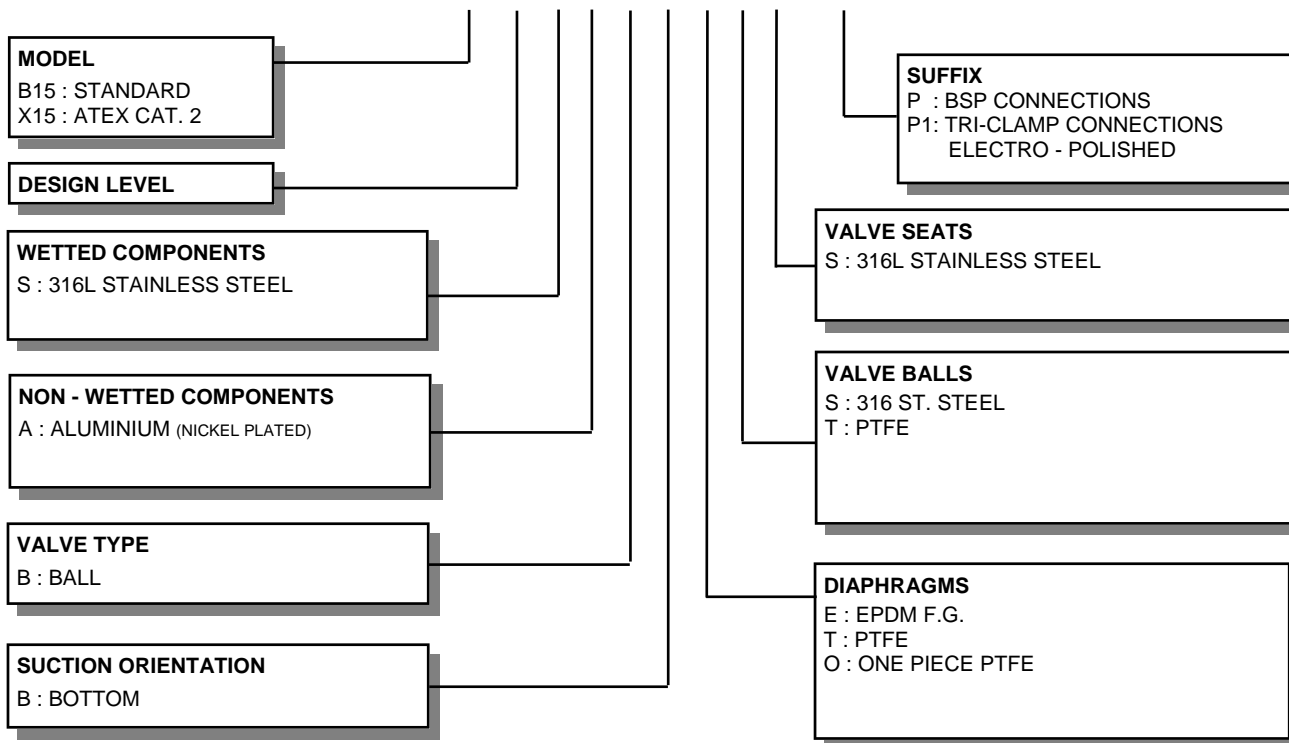 MODEL
B15 : STANDARD
X15 : ATEX CAT. 2
DESIGN LEVEL
WETTED COMPONENTS
S : 316L STAINLESS STEEL
NON - WETTED COMPONENTS
A : ALUMINIUM (NICKEL PLATED)
VALVE TYPE
B : BALL
SUCTION ORIENTATION
B : BOTTOM
SUFFIX
P : BSP CONNECTIONS
P1: TRI-CLAMP CONNECTIONS
ELECTRO - POLISHED
VALVE SEATS
S : 316L STAINLESS STEEL
VALVE BALLS
S : 316 ST. STEEL
T : PTFE
DIAPHRAGMS
E : EPDM F.G.
T : PTFE
O : ONE PIECE PTFE